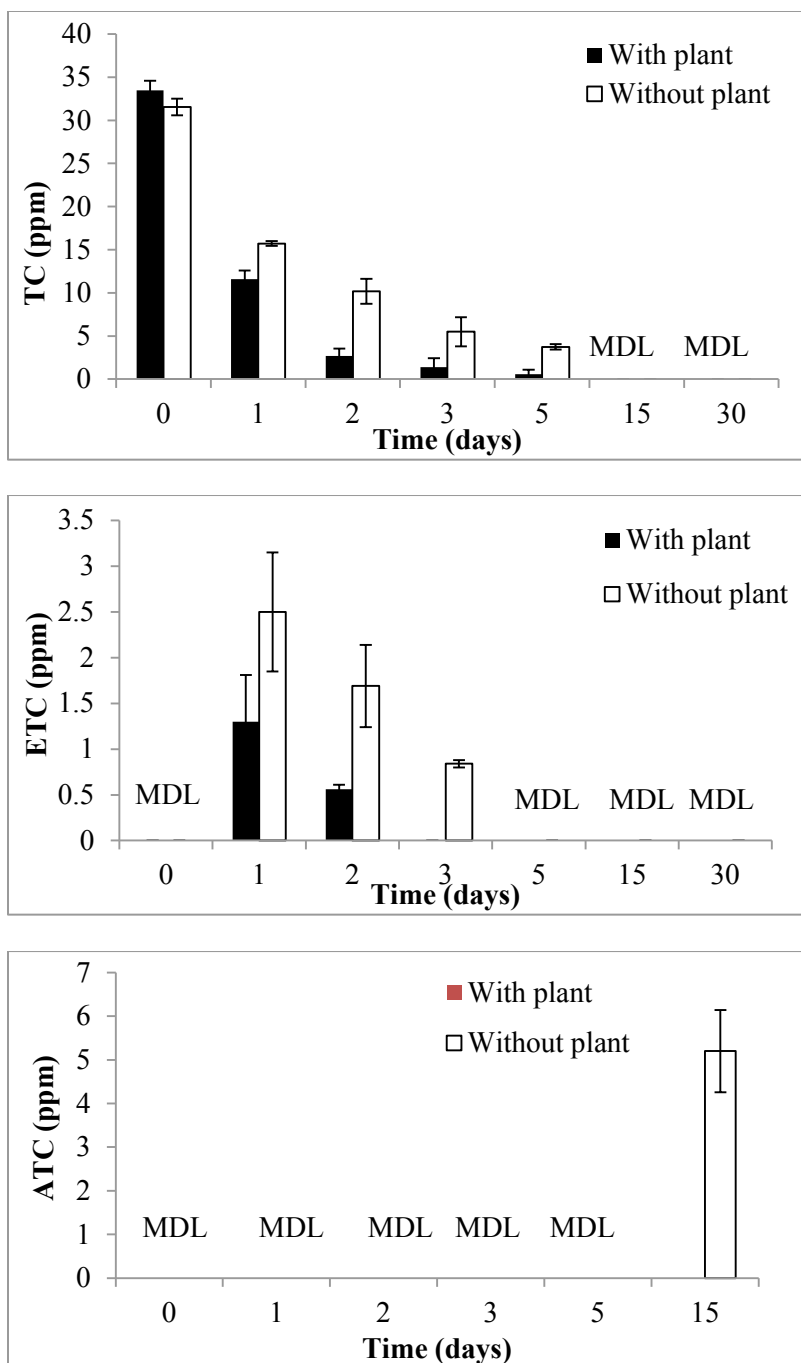 40
35
30
25
20
15
10
5
0
TC (ppm)
With plant
Without plant
MDL MDL
0 1 2 3 5 15 30
Time (days)
3.5
3
2.5
2
1.5
1
0.5
0
ETC (ppm)
With plant
Without plant
MDL MDL MDL MDL
0 1 2 3 5 15 30
Time (days)
7
6
5
4
3
2
1
0
ATC (ppm)
With plant
Without plant
MDL MDL MDL MDL MDL
0 1 2 3 5 15
Time (days)